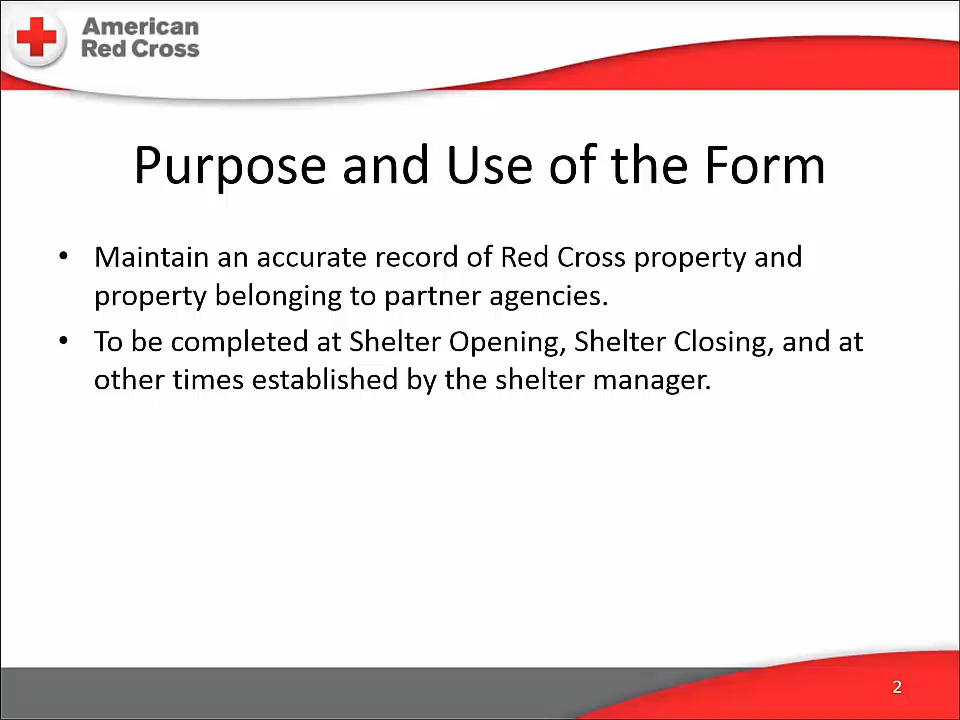 American
Red Cross
Purpose and Use of the Form
• Maintain an accurate record of Red Cross property and
property belonging to partner agencies.
• To be completed at Shelter Opening, Shelter Closing, and at
other times established by the shelter manager.
2